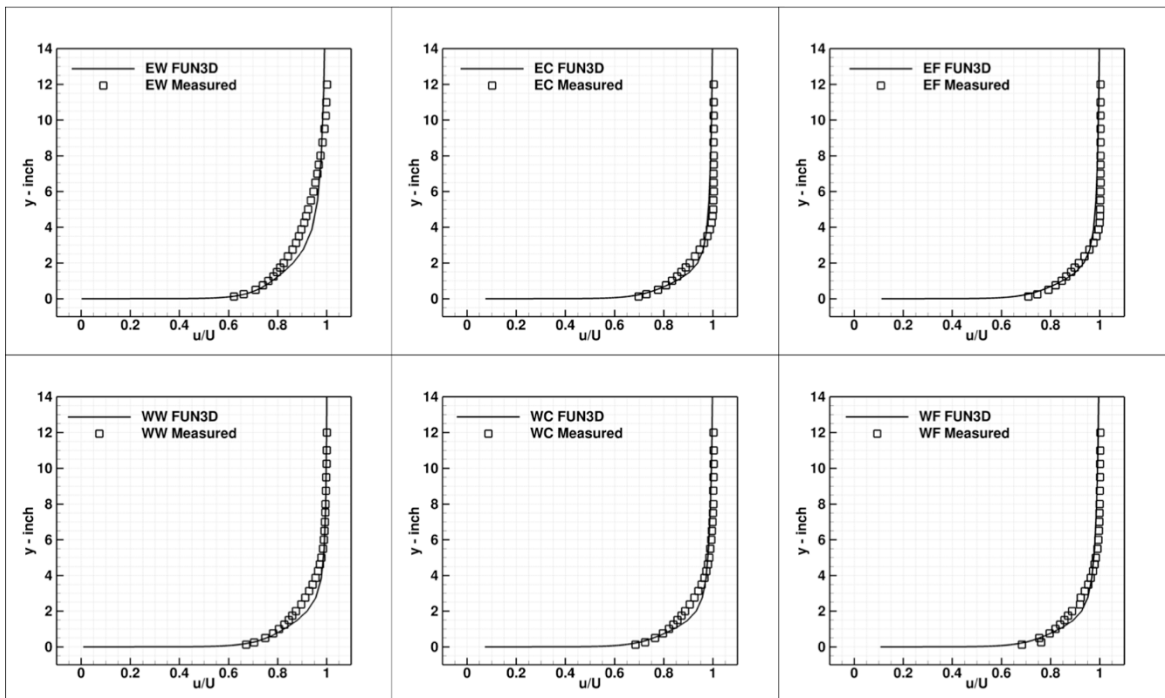 14
12
10
8
6
4
2
0
y - inch
EW FUN3D
EW Measured
0 0.2 0.4 0.6 0.8 1
u/U
14
12
10
8
6
4
2
0
y - inch
EC FUN3D
EC Measured
0 0.2 0.4 0.6 0.8 1
u/U
14
12
10
8
6
4
2
0
y - inch
EF FUN3D
EF Measured
0 0.2 0.4 0.6 0.8 1
u/U
14
12
10
8
6
4
2
0
y - inch
WW FUN3D
WW Measured
0 0.2 0.4 0.6 0.8 1
u/U
14
12
10
8
6
4
2
0
y - inch
WC FUN3D
WC Measured
0 0.2 0.4 0.6 0.8 1
u/U
14
12
10
8
6
4
2
0
y - inch
WF FUN3D
WF Measured
0 0.2 0.4 0.6 0.8 1
u/U